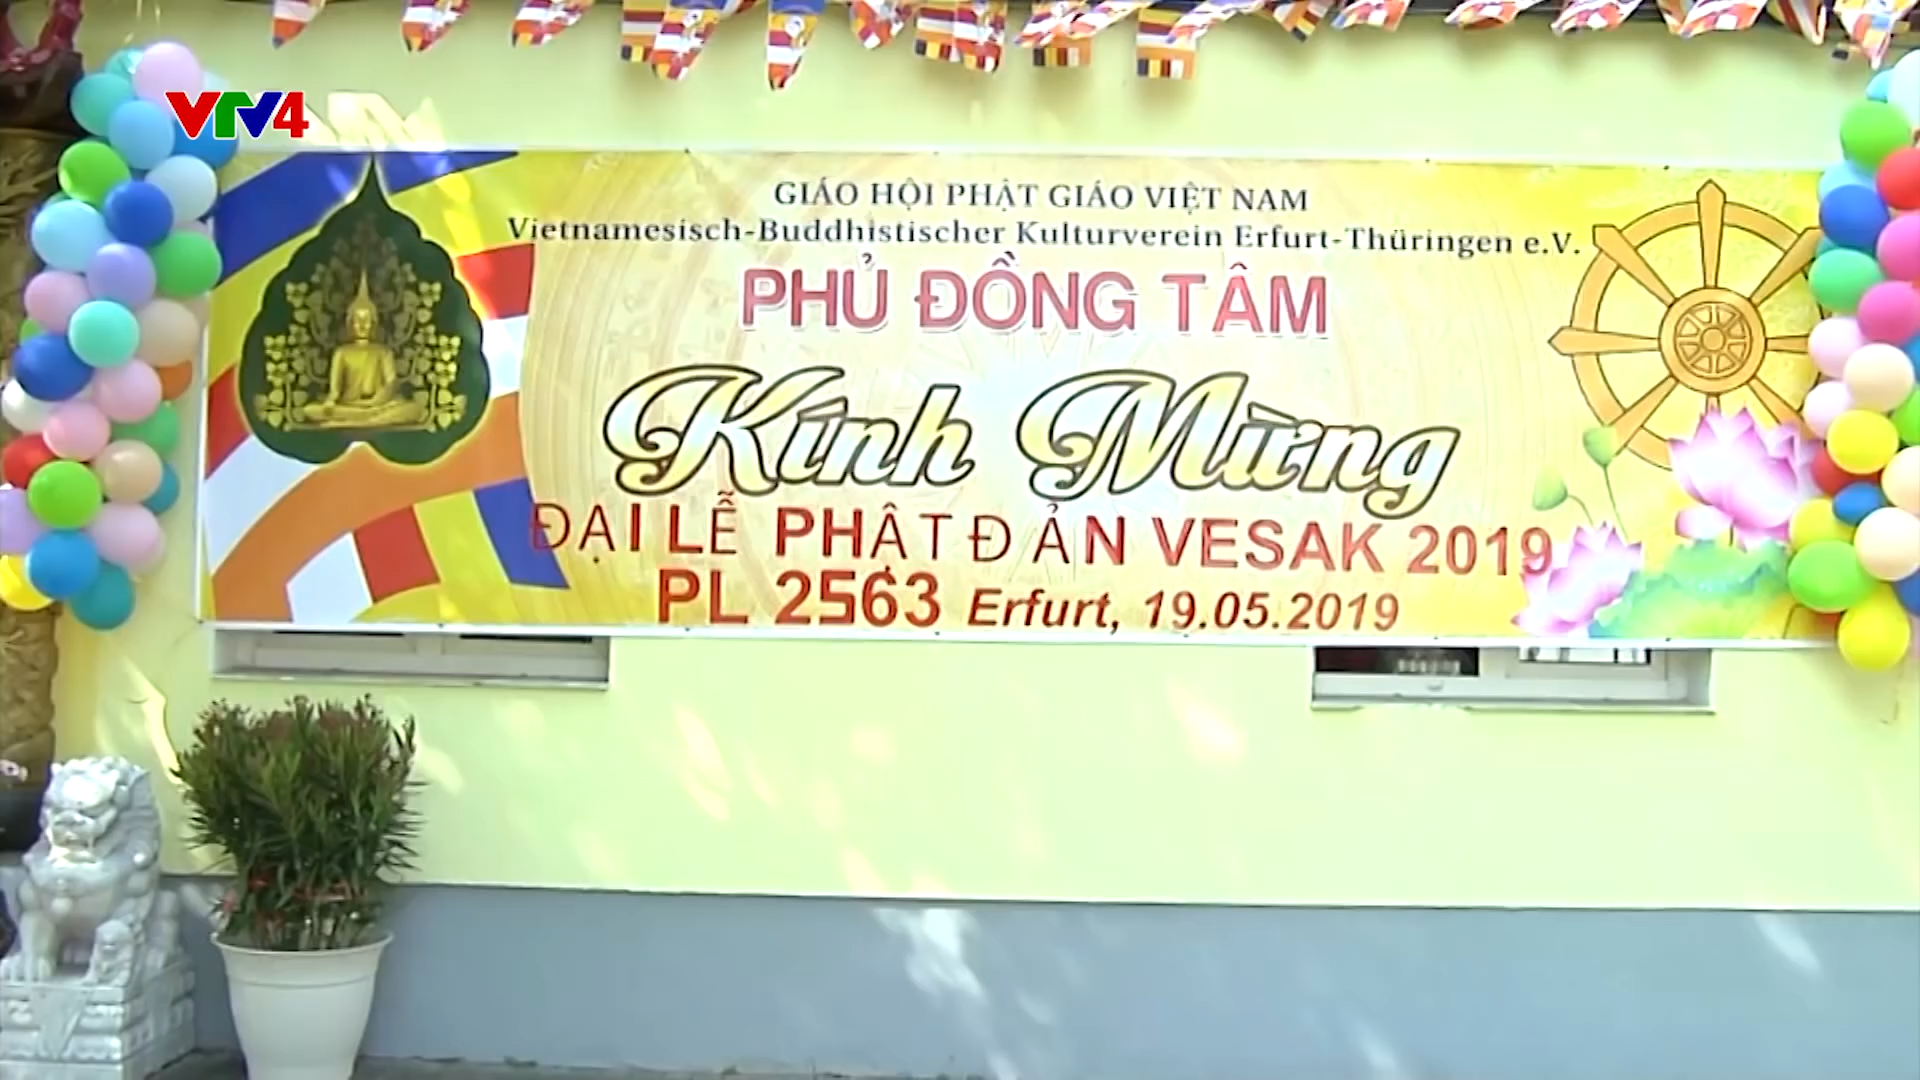 VTV4
GIÁO HỘI PHẬT GIÁO VIỆT NAM
Vietnamesisch-Buddhistischer Kulturverein Erfurt-Thüringen e.V.
PHỦ ĐỒNG TÂM
Kính Mừng
ĐẠI LỄ PHẬT ĐẢN VESAK 2019
PL 2563 Erfurt, 19.05.2019